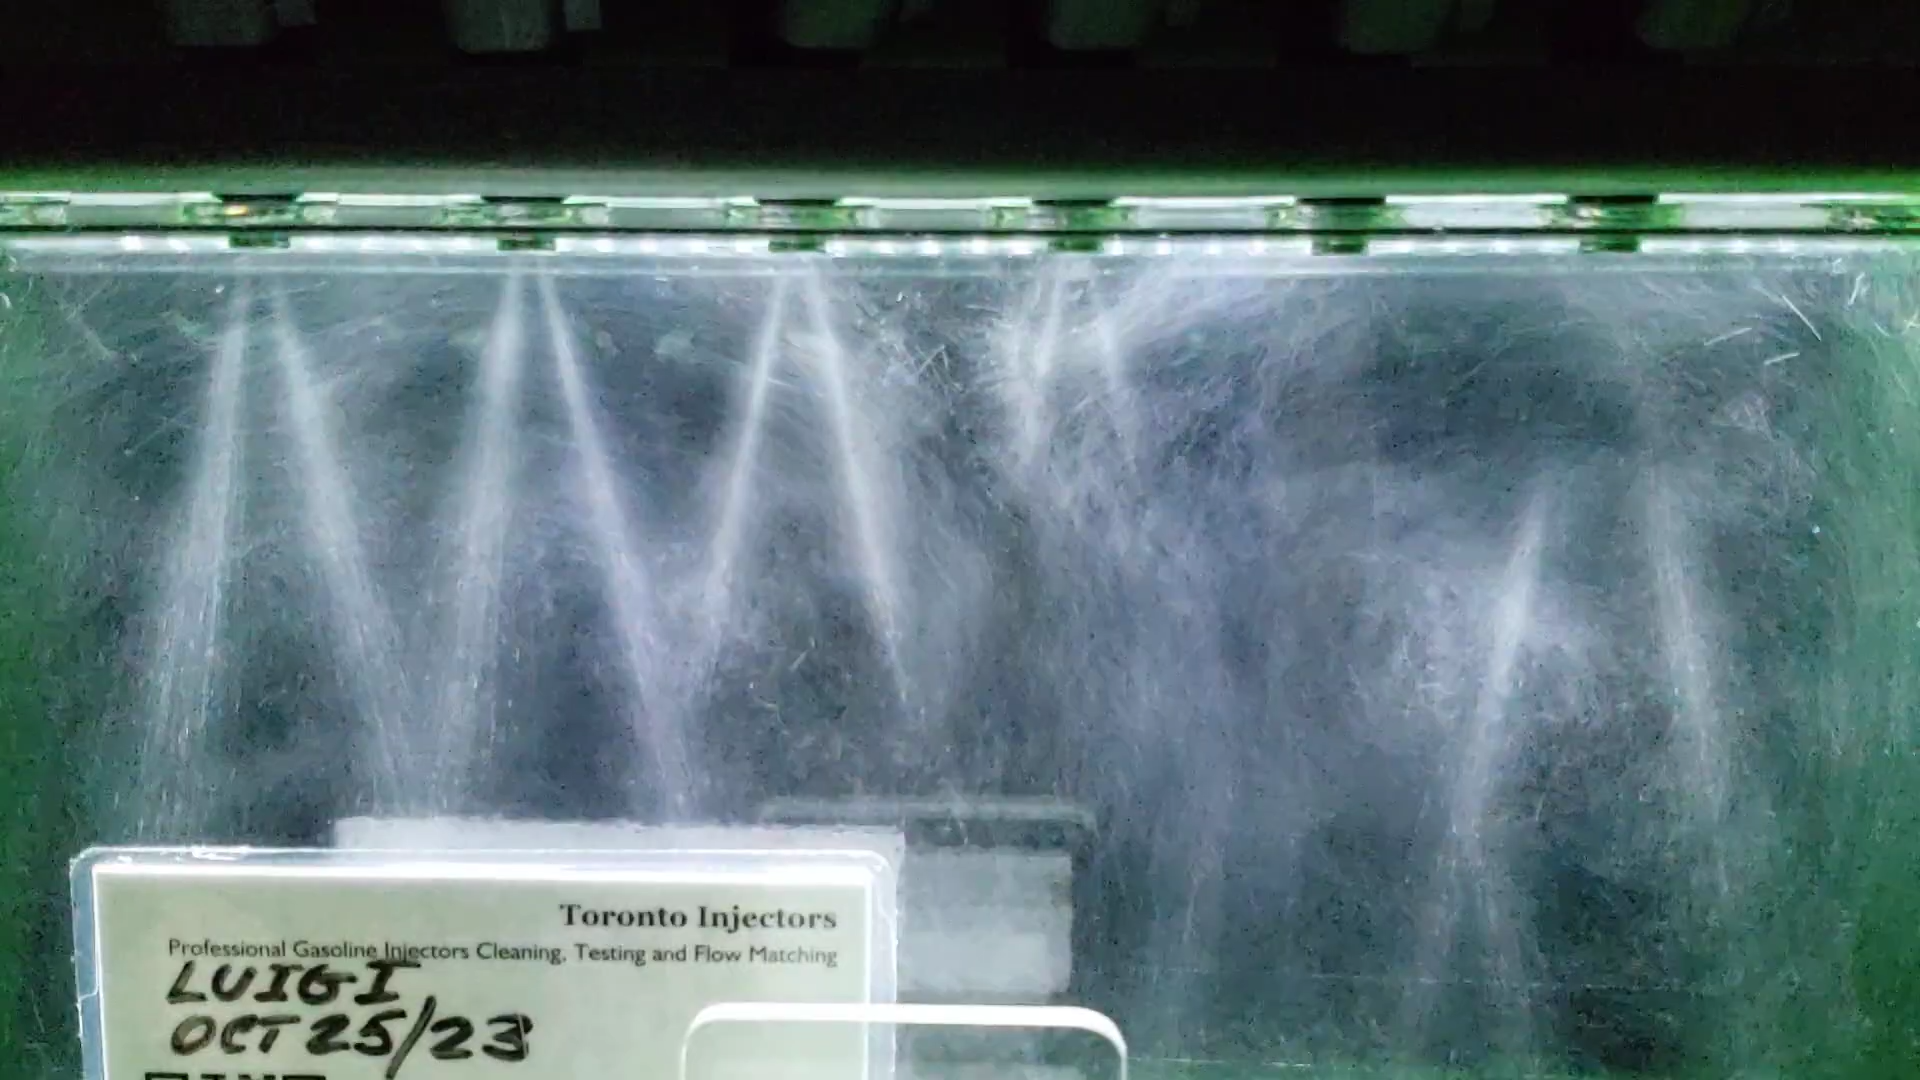 Toronto Injectors
Professional Gasoline Injectors Cleaning, Testing and Flow Matching
LUIGI
OCT 25/23